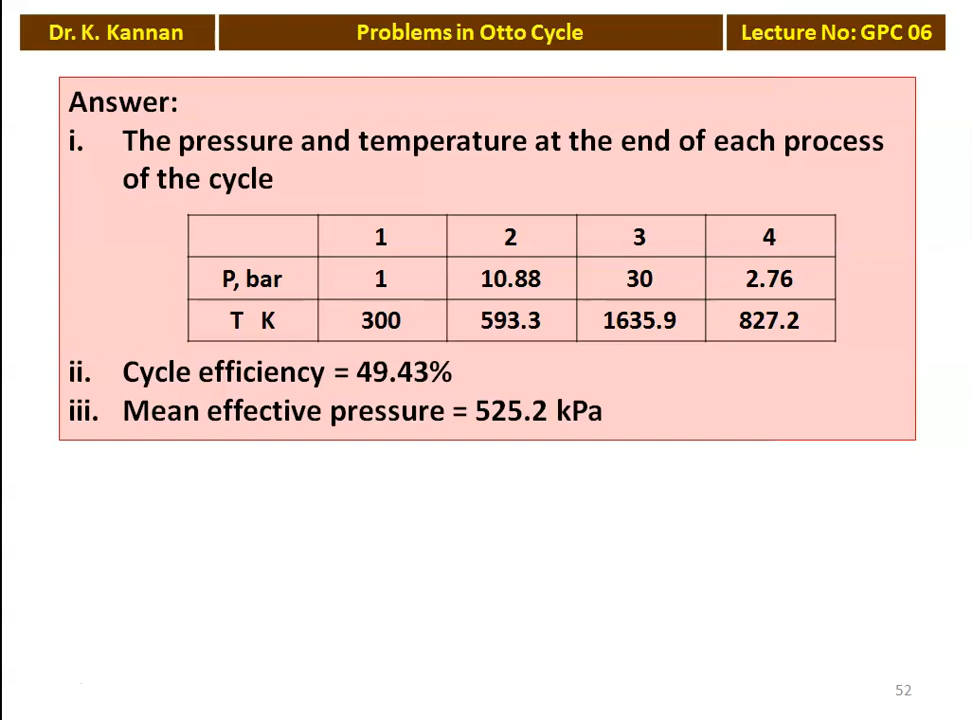 Dr. K. Kannan Problems in Otto Cycle Lecture No: GPC 06
Answer:
i. The pressure and temperature at the end of each process
of the cycle
1 2 3 4
P, bar 1 10.88 30 2.76
T K 300 593.3 1635.9 827.2
ii. Cycle efficiency = 49.43%
iii. Mean effective pressure = 525.2 kPa
52